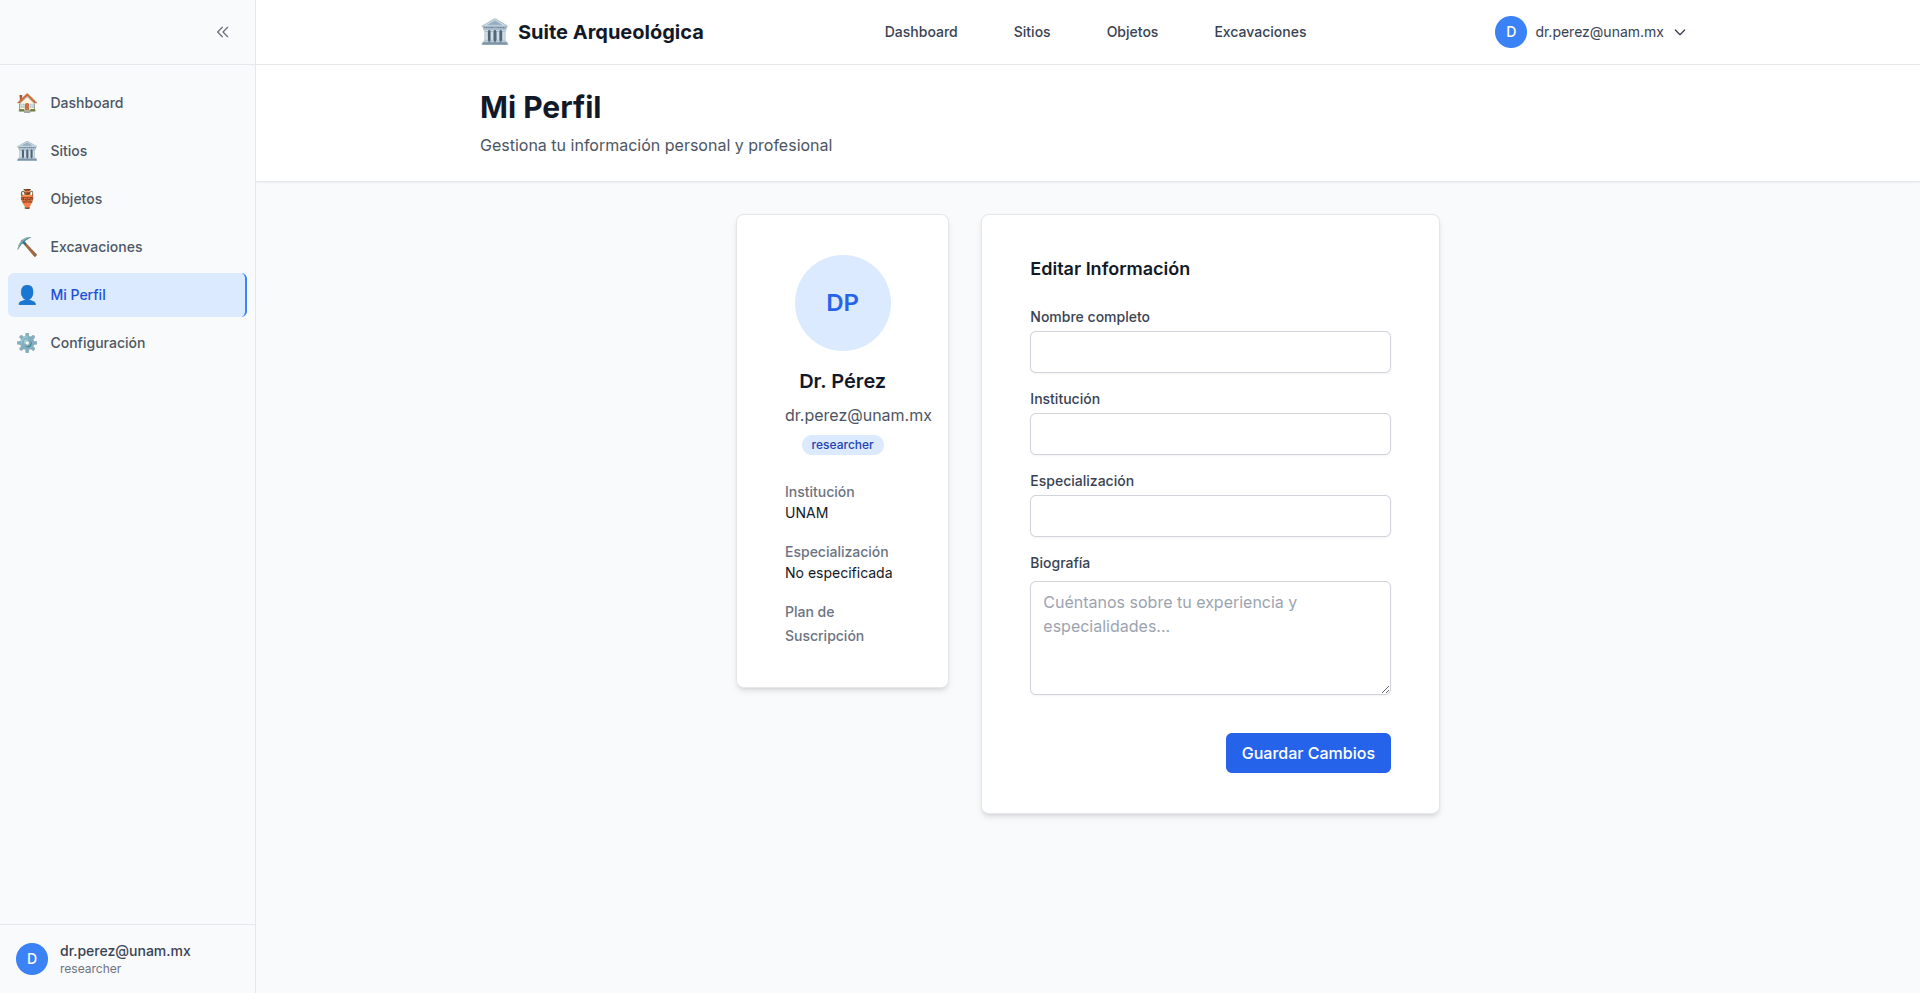 Suite Arqueológica
Dashboard
Sitios
Objetos
Excavaciones
D
dr.perez@unam.mx
Dashboard
Sitios
Objetos
Excavaciones
Mi Perfil
Configuración
D
dr.perez@unam.mx
researcher
Mi Perfil
Gestiona tu información personal y profesional
DP
Dr. Pérez
dr.perez@unam.mx
researcher
Institución
UNAM
Especialización
No especificada
Plan de
Suscripción
Editar Información
Nombre completo
Institución
Especialización
Biografía
Cuéntanos sobre tu experiencia y
especialidades...
Guardar Cambios